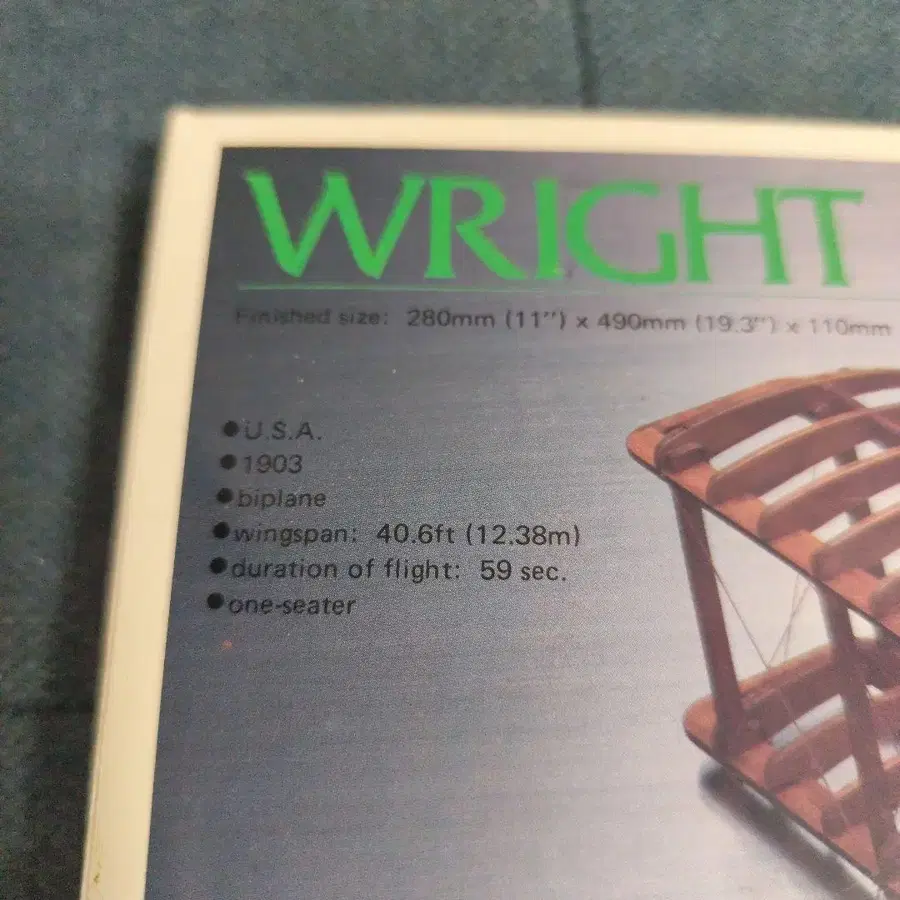 WRIGHT
Finished size: 280mm (11") x 490mm (19.3") x 110mm
●U.S.A.
●1903
●biplane
●wingspan: 40.6ft (12.38m)
●duration of flight: 59 sec.
●one-seater